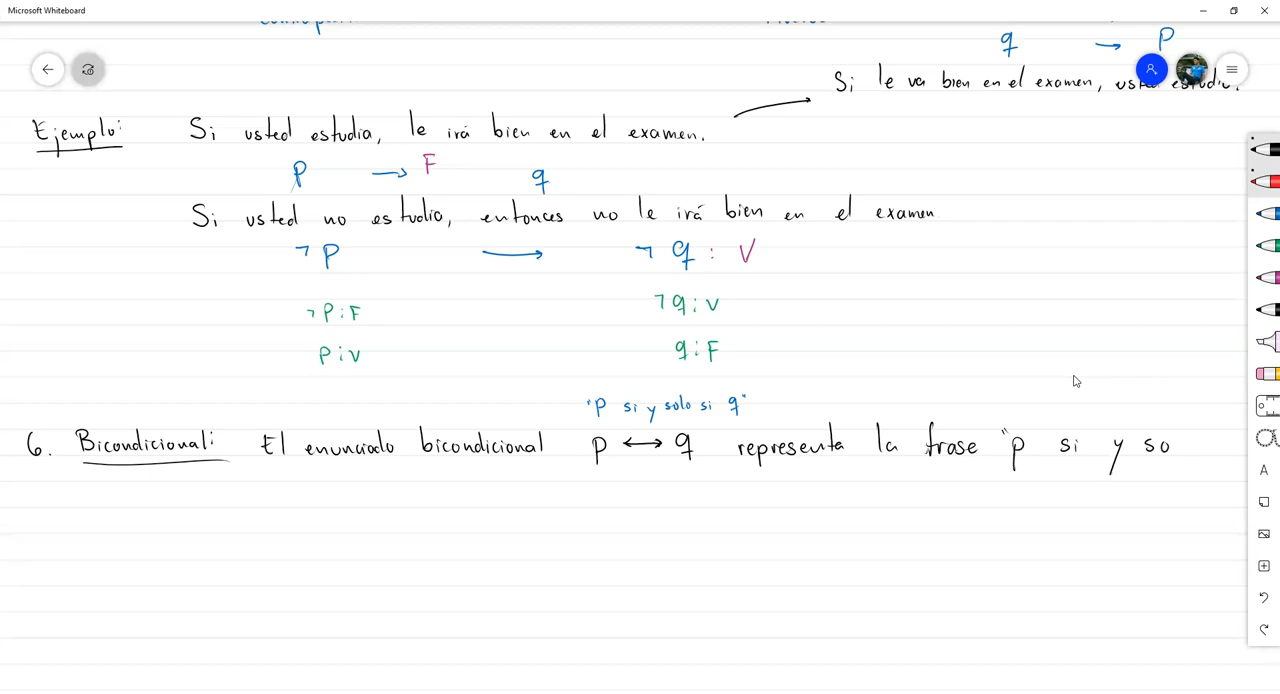 Microsoft Whiteboard
q → p
Si le va bien en el examen, usted estudió.
Ejemplo: Si usted estudia, le irá bien en el examen.
p → F q
Si usted no estudia, entonces no le irá bien en el examen.
¬p → ¬q : V
¬p : F ¬q : V
p : V q : F
"p si y solo si q"
6. Bicondicional: El enunciado bicondicional p ↔ q representa la frase "p si y so
A